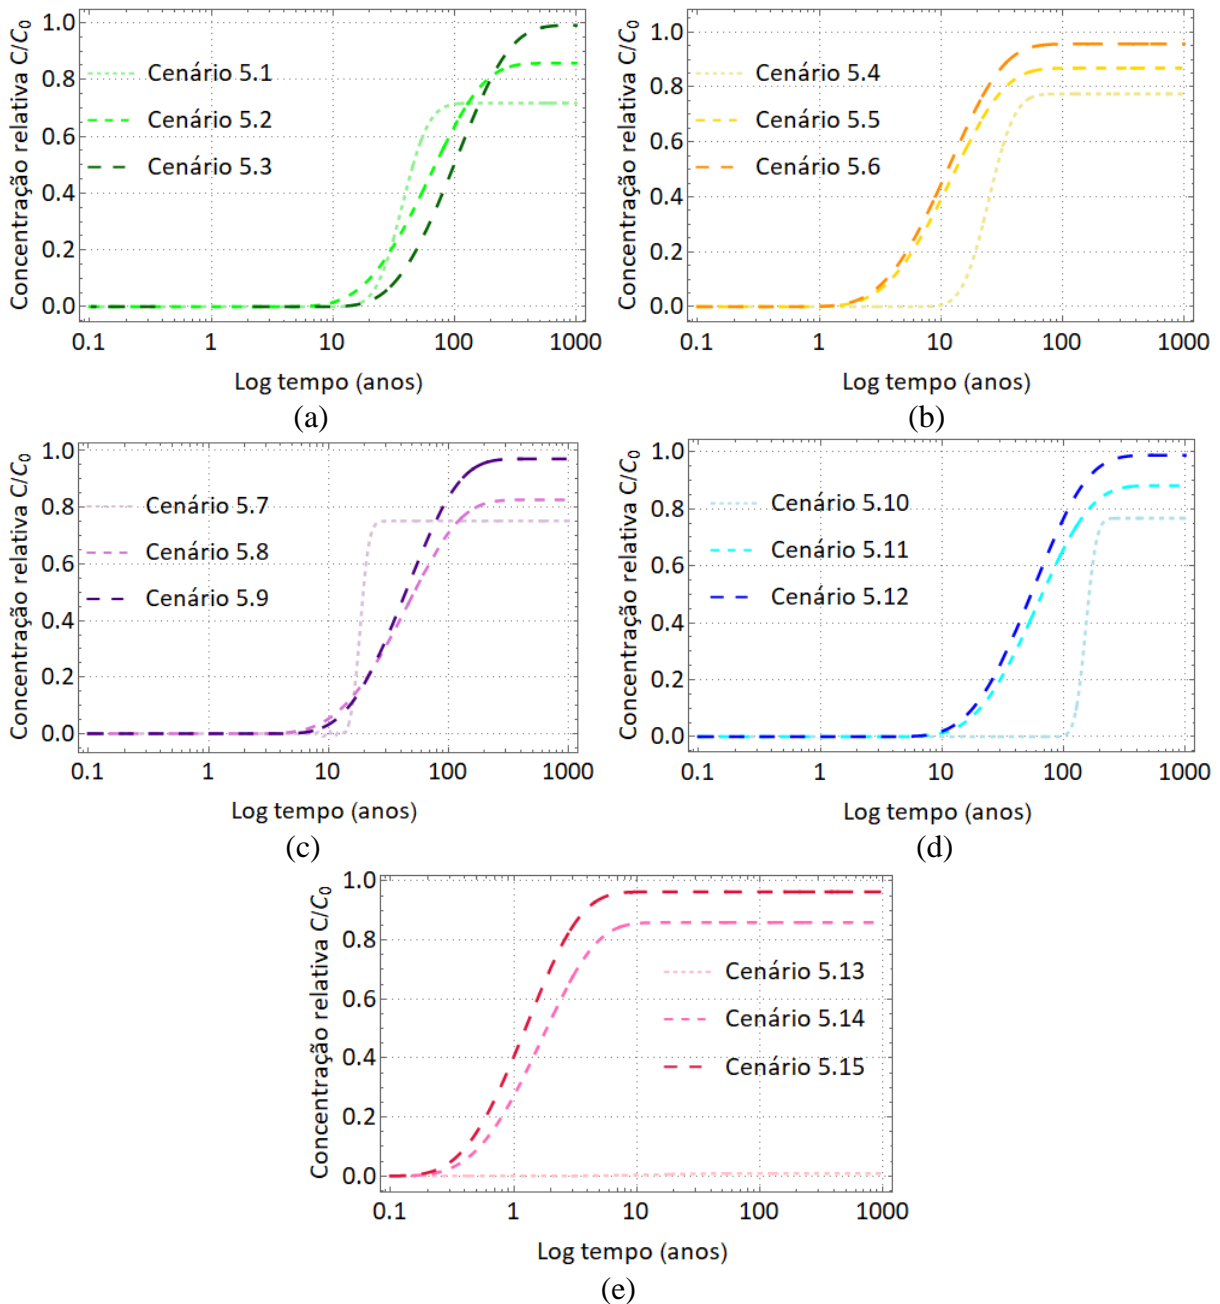 Concentração relativa C/C0
1.0
0.8
0.6
0.4
0.2
0.0
Cenário 5.1
Cenário 5.2
Cenário 5.3
0.1 1 10 100 1000
Log tempo (anos)
(a)
Concentração relativa C/C0
1.0
0.8
0.6
0.4
0.2
0.0
Cenário 5.4
Cenário 5.5
Cenário 5.6
0.1 1 10 100 1000
Log tempo (anos)
(b)
Concentração relativa C/C0
1.0
0.8
0.6
0.4
0.2
0.0
Cenário 5.7
Cenário 5.8
Cenário 5.9
0.1 1 10 100 1000
Log tempo (anos)
(c)
Concentração relativa C/C0
1.0
0.8
0.6
0.4
0.2
0.0
Cenário 5.10
Cenário 5.11
Cenário 5.12
0.1 1 10 100 1000
Log tempo (anos)
(d)
Concentração relativa C/C0
1.0
0.8
0.6
0.4
0.2
0.0
Cenário 5.13
Cenário 5.14
Cenário 5.15
0.1 1 10 100 1000
Log tempo (anos)
(e)